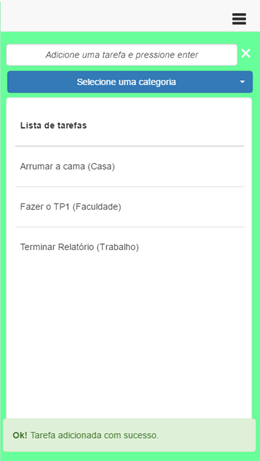 Adicione uma tarefa e pressione enter
Selecione uma categoria
Lista de tarefas
Arrumar a cama (Casa)
Fazer o TP1 (Faculdade)
Terminar Relatório (Trabalho)
Ok! Tarefa adicionada com sucesso.